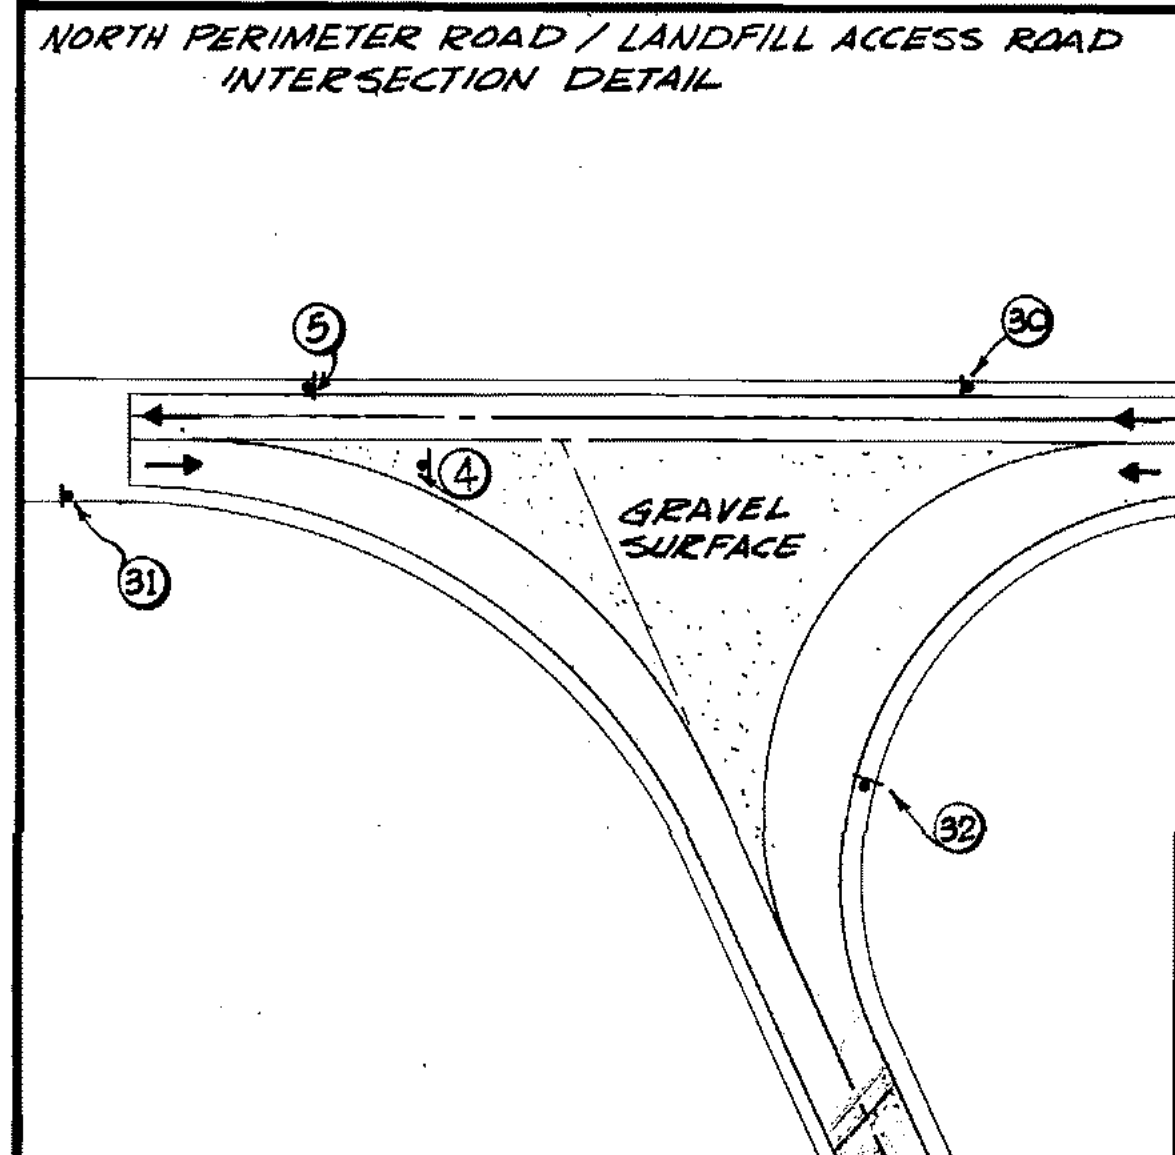 NORTH PERIMETER ROAD / LANDFILL ACCESS ROAD
INTERSECTION DETAIL
5
30
4
GRAVEL
SURFACE
31
32